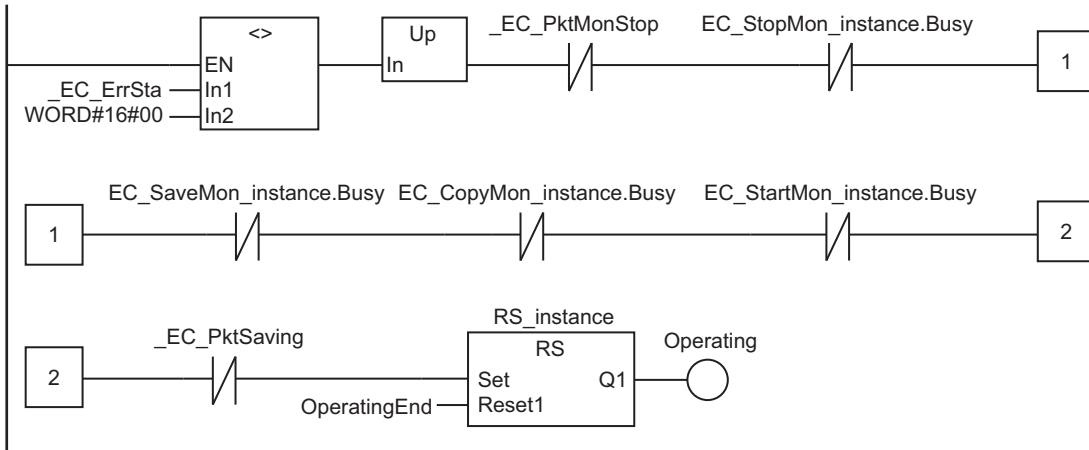 <> Up _EC_PktMonStop EC_StopMon_instance.Busy
EN In 1
_EC_ErrSta In1
WORD#16#00 In2
EC_SaveMon_instance.Busy EC_CopyMon_instance.Busy EC_StartMon_instance.Busy
1 2
RS_instance
_EC_PktSaving RS Operating
2 Set Q1
OperatingEnd Reset1